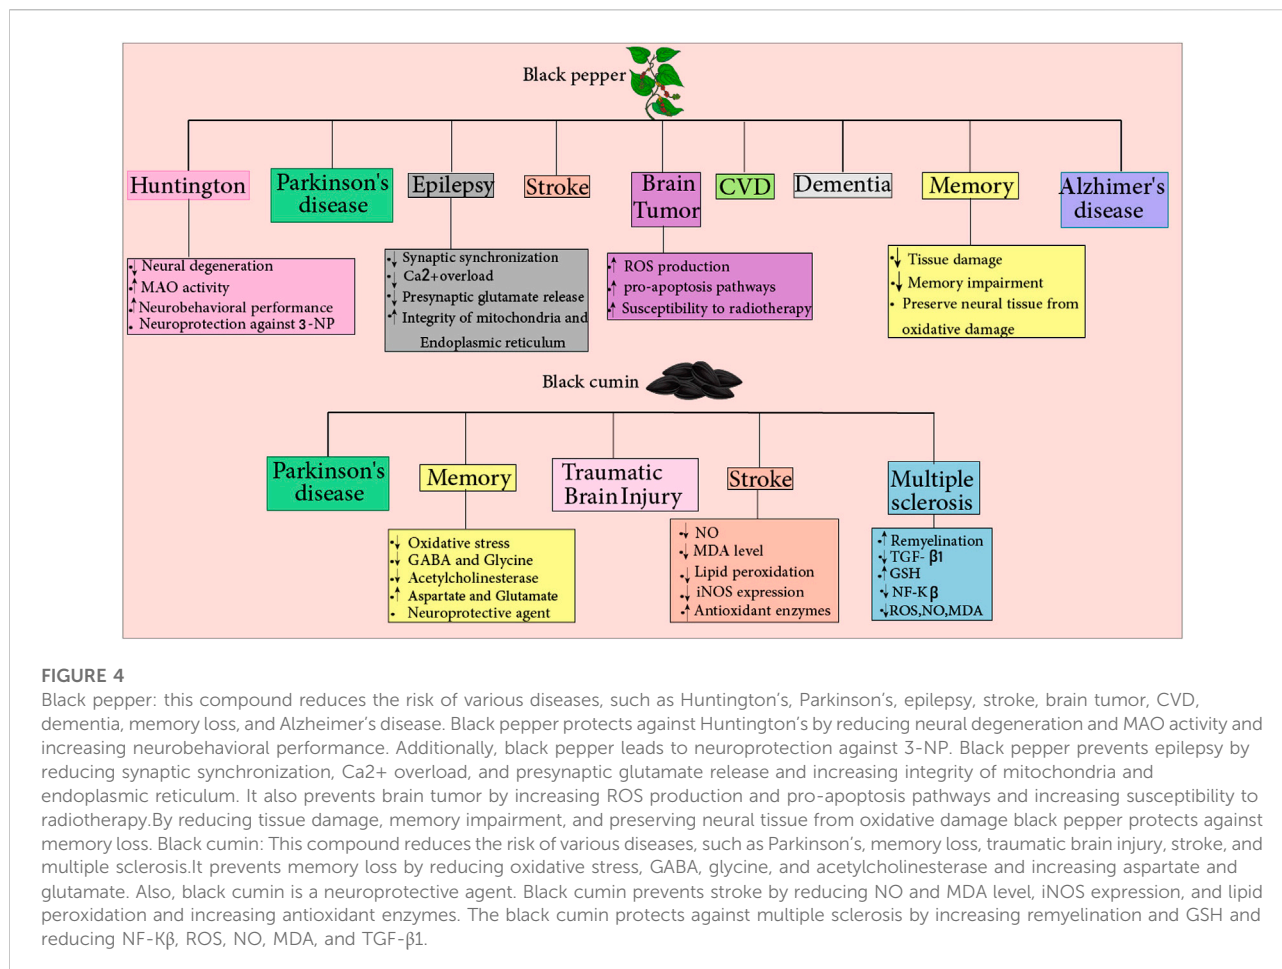 Black pepper
Huntington
Parkinson's
disease
Epilepsy
Stroke
Brain
Tumor
CVD
Dementia
Memory
Alzhimer's
disease
•↓ Neural degeneration
•↑ MAO activity
•↑ Neurobehavioral performance
• Neuroprotection against 3-NP
•↓ Synaptic synchronization
•↓ Ca2+overload
•↓ Presynaptic glutamate release
•↑ Integrity of mitochondria and
Endoplasmic reticulum
•↑ ROS production
•↑ pro-apoptosis pathways
•↑ Susceptibility to radiotherapy
•↓ Tissue damage
•↓ Memory impairment
• Preserve neural tissue from
oxidative damage
Black cumin
Parkinson's
disease
Memory
Traumatic
Brain Injury
Stroke
Multiple
sclerosis
•↓ Oxidative stress
•↓ GABA and Glycine
•↓ Acetylcholinesterase
•↑ Aspartate and Glutamate
• Neuroprotective agent
•↓ NO
•↓ MDA level
•↓ Lipid peroxidation
•↓ iNOS expression
•↑ Antioxidant enzymes
•↑ Remyelination
•↓ TGF- β1
•↑ GSH
•↓ NF-K β
•↓ ROS,NO,MDA
FIGURE 4
Black pepper: this compound reduces the risk of various diseases, such as Huntington's, Parkinson's, epilepsy, stroke, brain tumor, CVD,
dementia, memory loss, and Alzheimer's disease. Black pepper protects against Huntington's by reducing neural degeneration and MAO activity and
increasing neurobehavioral performance. Additionally, black pepper leads to neuroprotection against 3-NP. Black pepper prevents epilepsy by
reducing synaptic synchronization, Ca2+ overload, and presynaptic glutamate release and increasing integrity of mitochondria and
endoplasmic reticulum. It also prevents brain tumor by increasing ROS production and pro-apoptosis pathways and increasing susceptibility to
radiotherapy.By reducing tissue damage, memory impairment, and preserving neural tissue from oxidative damage black pepper protects against
memory loss. Black cumin: This compound reduces the risk of various diseases, such as Parkinson's, memory loss, traumatic brain injury, stroke, and
multiple sclerosis.It prevents memory loss by reducing oxidative stress, GABA, glycine, and acetylcholinesterase and increasing aspartate and
glutamate. Also, black cumin is a neuroprotective agent. Black cumin prevents stroke by reducing NO and MDA level, iNOS expression, and lipid
peroxidation and increasing antioxidant enzymes. The black cumin protects against multiple sclerosis by increasing remyelination and GSH and
reducing NF-Kβ, ROS, NO, MDA, and TGF-β1.